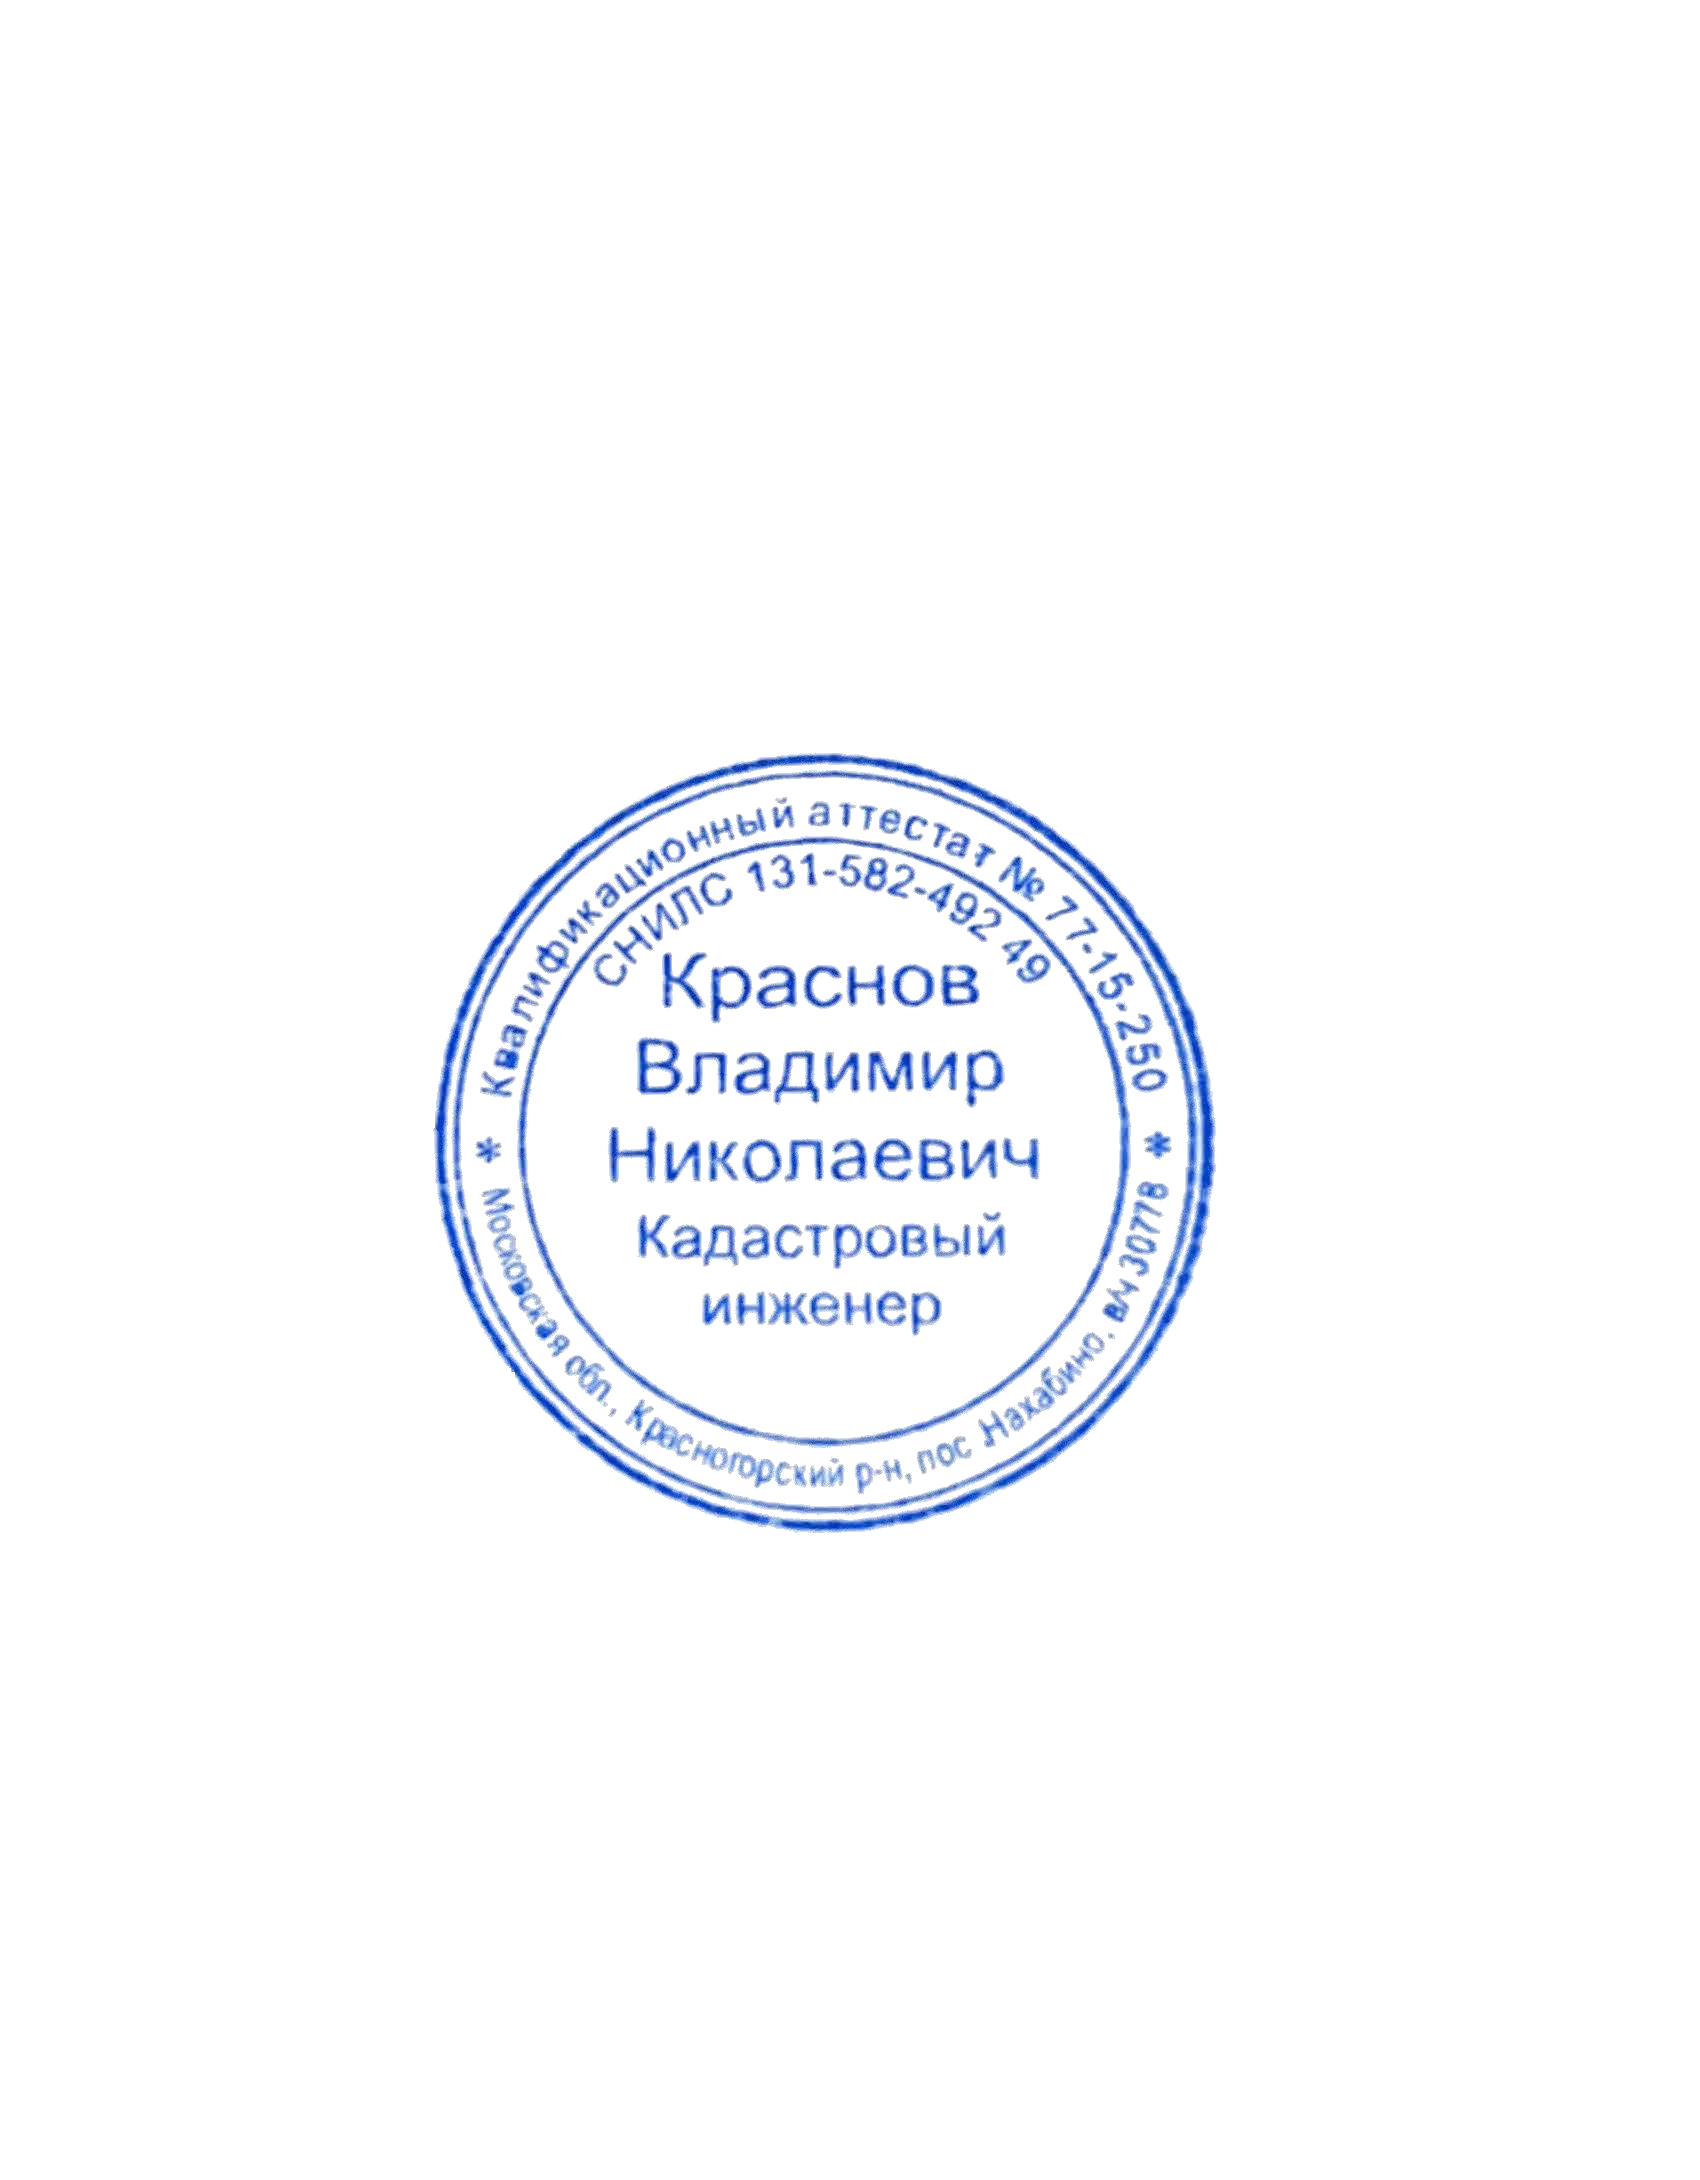 Квалификационный аттестат № 77-15-250
СНИЛС 131-582-492 49
Краснов
Владимир
Николаевич
Кадастровый
инженер
* Московская обл., Красногорский р-н, пос .Нахабино, в/ч 30778 *